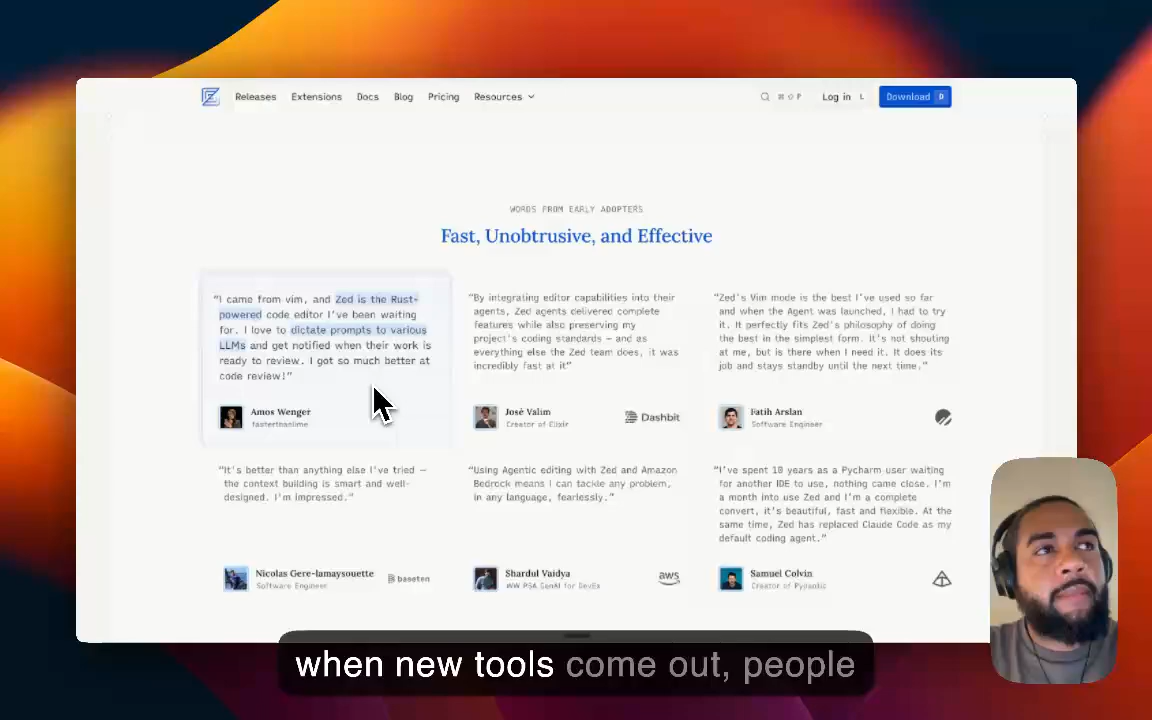 Releases Extensions Docs Blog Pricing Resources Log in L Download D
WORDS FROM EARLY ADOPTERS
Fast, Unobtrusive, and Effective
“I came from vim, and Zed is the Rust-
powered code editor I’ve been waiting
for. I love to dictate prompts to various
LLMs and get notified when their work is
ready to review. I got so much better at
code review!”
Amos Wenger
fasterthanlime
“By integrating editor capabilities into their
agents, Zed agents delivered complete
features while also preserving my
project’s coding standards — and as
everything else the Zed team does, it was
incredibly fast at it”
José Valim
Creator of Elixir
Dashbit
“Zed’s Vim mode is the best I’ve used so far
and when the Agent was launched, I had to try
it. It perfectly fits Zed’s philosophy of doing
the best in the simplest form. It’s not shouting
at me, but is there when I need it. It does its
job and stays standby until the next time.”
Fatih Arslan
Software Engineer
“It’s better than anything else I’ve tried —
the context building is smart and well-
designed. I’m impressed.”
Nicolas Gere-lamaysouette
Software Engineer
baseten
“Using Agentic editing with Zed and Amazon
Bedrock means I can tackle any problem,
in any language, fearlessly.”
Shardul Vaidya
WW PSA GenAI for DevEx
aws
“I’ve spent 10 years as a Pycharm user waiting
for another IDE to use, nothing came close. I’m
a month into use Zed and I’m a complete
convert, it’s beautiful, fast and flexible. At the
same time, Zed has replaced Claude Code as my
default coding agent.”
Samuel Colvin
Creator of Pydantic
when new tools come out, people